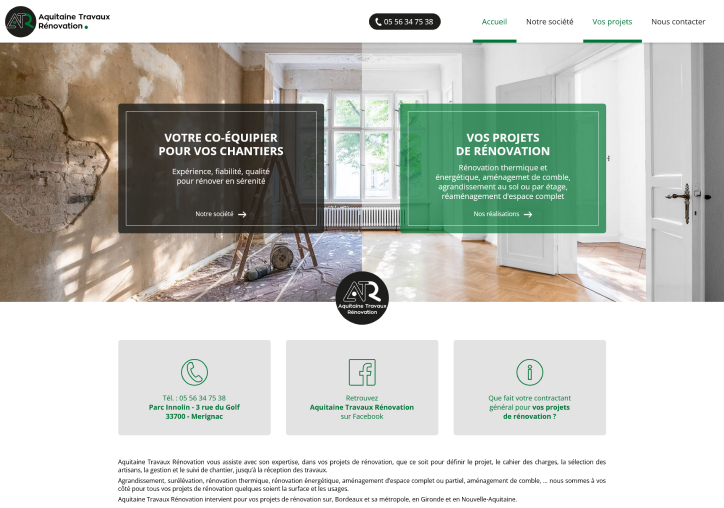 Aquitaine Travaux
Rénovation
05 56 34 75 38
Accueil
Notre société
Vos projets
Nous contacter
VOTRE CO-ÉQUIPIER
POUR VOS CHANTIERS
Expérience, fiabilité, qualité
pour rénover en sérénité
Notre société
VOS PROJETS
DE RÉNOVATION
Rénovation thermique et
énergétique, aménagemet de comble,
agrandissement au sol ou par étage,
réaménagement d'espace complet
Nos réalisations
ATR
Aquitaine Travaux
Rénovation
Tél. : 05 56 34 75 38
Parc Innolin - 3 rue du Golf
33700 - Merignac
Retrouvez
Aquitaine Travaux Rénovation
sur Facebook
Que fait votre contractant
général pour vos projets
de rénovation ?
Aquitaine Travaux Rénovation vous assiste avec son expertise, dans vos projets de rénovation, que ce soit pour définir le projet, le cahier des charges, la sélection des
artisans, la gestion et le suivi de chantier, jusqu'à la réception des travaux.
Agrandissement, surélévation, rénovation thermique, rénovation énergétique, aménagement d'espace complet ou partiel, aménagement de comble, ... nous sommes à vos
côté pour tous vos projets de rénovation quelques soient la surface et les usages.
Aquitaine Travaux Rénovation intervient pour vos projets de rénovation sur, Bordeaux et sa métropole, en Gironde et en Nouvelle-Aquitaine.